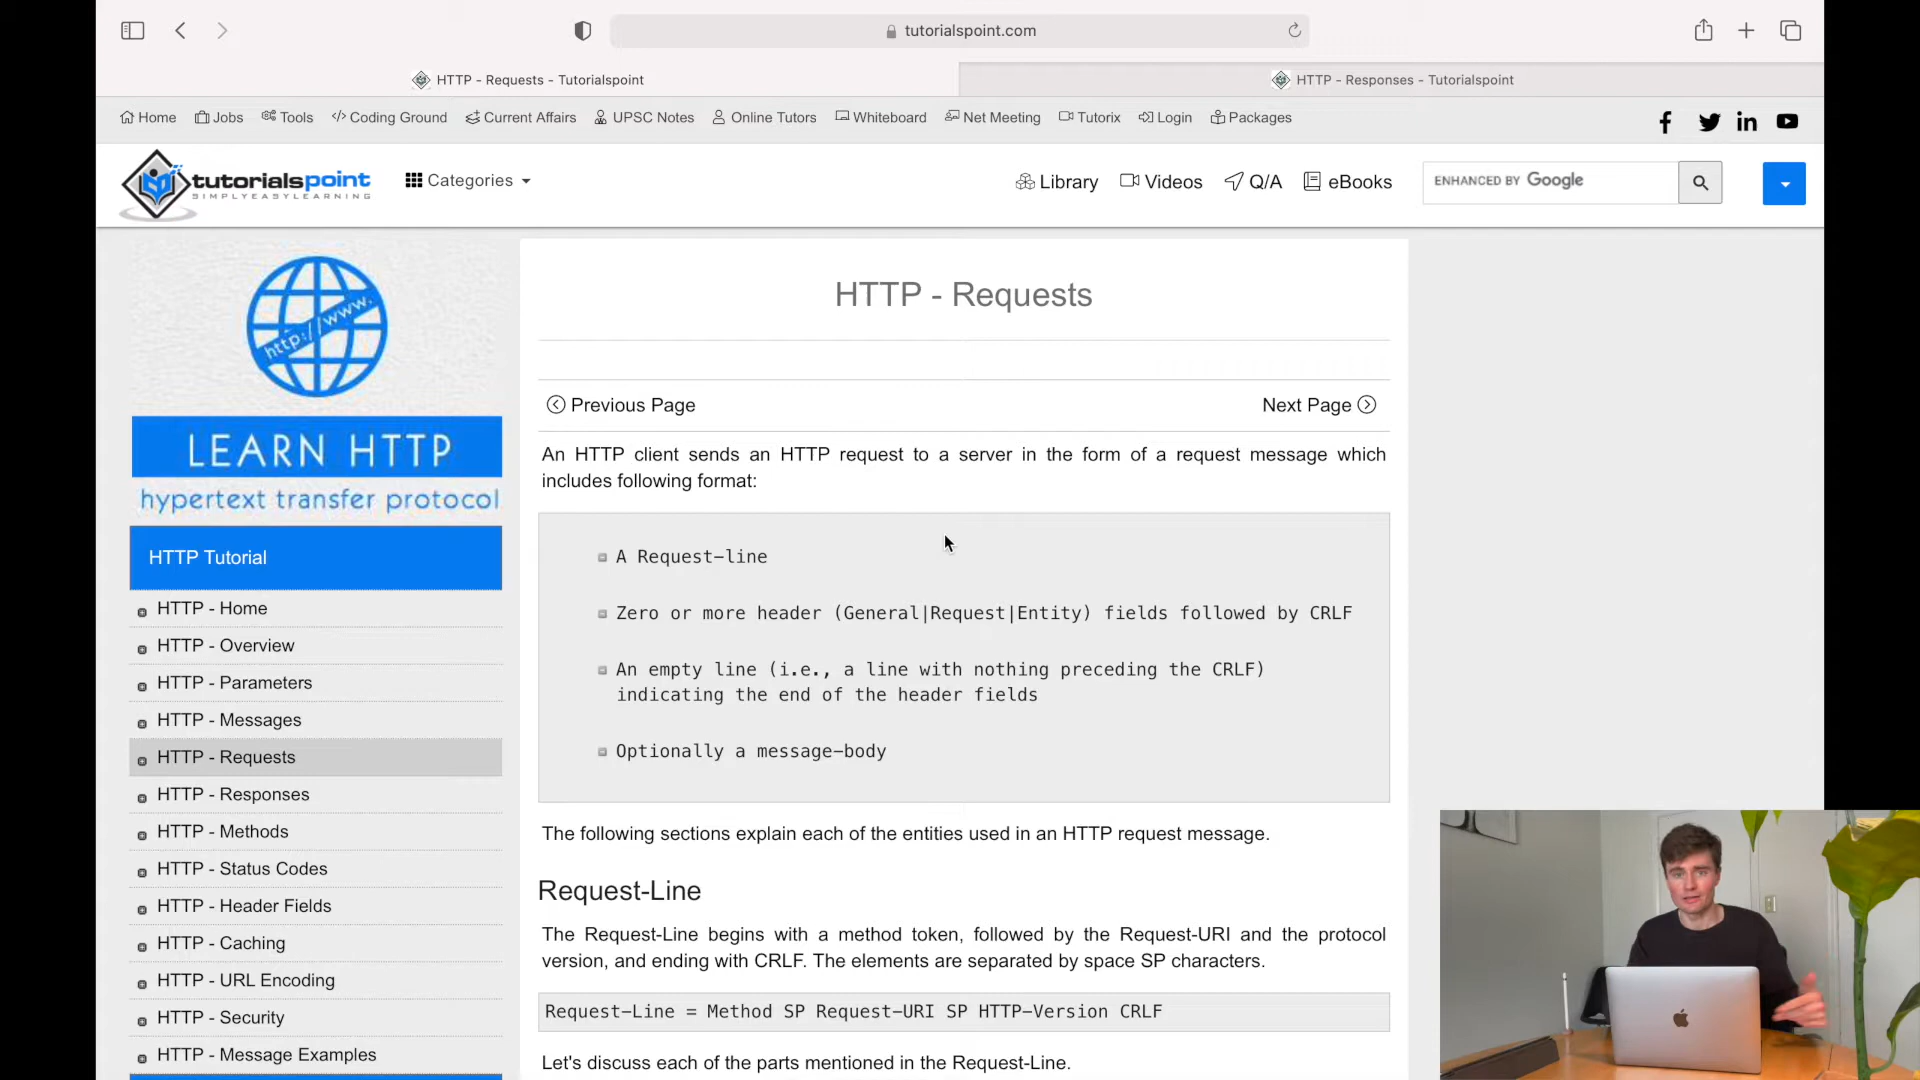 tutorialspoint.com
HTTP - Requests - Tutorialspoint
HTTP - Responses - Tutorialspoint
Home Jobs Tools Coding Ground Current Affairs UPSC Notes Online Tutors Whiteboard Net Meeting Tutorix Login Packages
tutorialspoint
SIMPLYEASYLEARNING
Categories
Library Videos Q/A eBooks
ENHANCED BY Google
http://www.
LEARN HTTP
hypertext transfer protocol
HTTP Tutorial
HTTP - Home
HTTP - Overview
HTTP - Parameters
HTTP - Messages
HTTP - Requests
HTTP - Responses
HTTP - Methods
HTTP - Status Codes
HTTP - Header Fields
HTTP - Caching
HTTP - URL Encoding
HTTP - Security
HTTP - Message Examples
HTTP - Requests
Previous Page
Next Page
An HTTP client sends an HTTP request to a server in the form of a request message which
includes following format:
A Request-line
Zero or more header (General|Request|Entity) fields followed by CRLF
An empty line (i.e., a line with nothing preceding the CRLF)
indicating the end of the header fields
Optionally a message-body
The following sections explain each of the entities used in an HTTP request message.
Request-Line
The Request-Line begins with a method token, followed by the Request-URI and the protocol
version, and ending with CRLF. The elements are separated by space SP characters.
Request-Line = Method SP Request-URI SP HTTP-Version CRLF
Let's discuss each of the parts mentioned in the Request-Line.